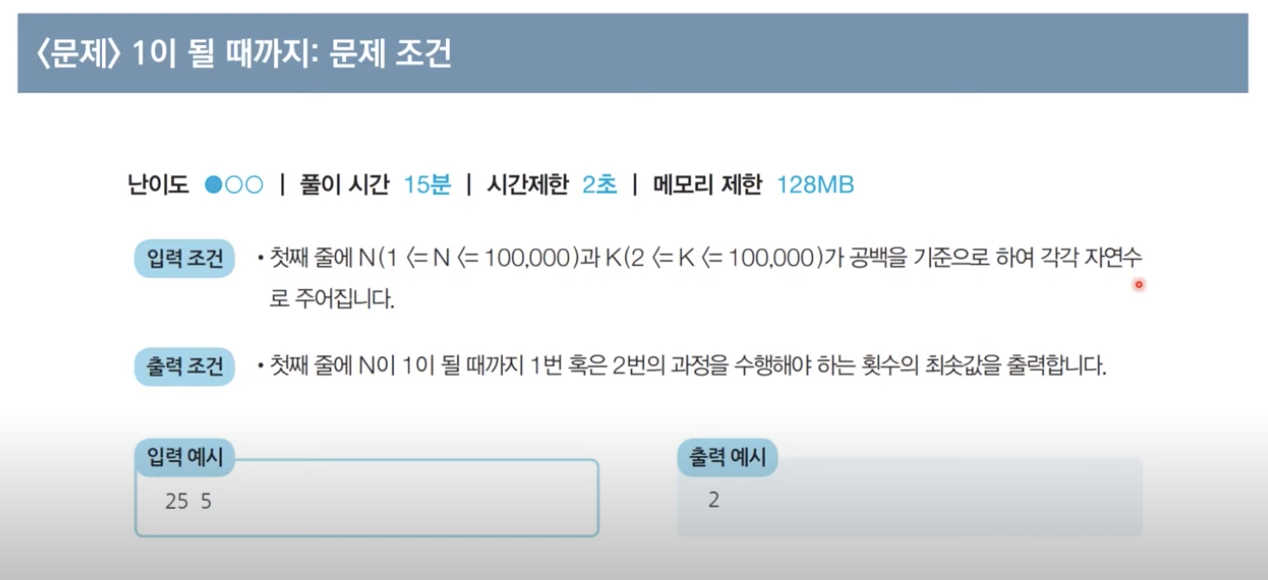 〈문제〉 1이 될 때까지: 문제 조건
난이도 ●○○ | 풀이 시간 15분 | 시간제한 2초 | 메모리 제한 128MB
입력 조건 • 첫째 줄에 N(1 <= N <= 100,000)과 K(2 <= K <= 100,000)가 공백을 기준으로 하여 각각 자연수
로 주어집니다.
출력 조건 • 첫째 줄에 N이 1이 될 때까지 1번 혹은 2번의 과정을 수행해야 하는 횟수의 최솟값을 출력합니다.
입력 예시
25 5
출력 예시
2